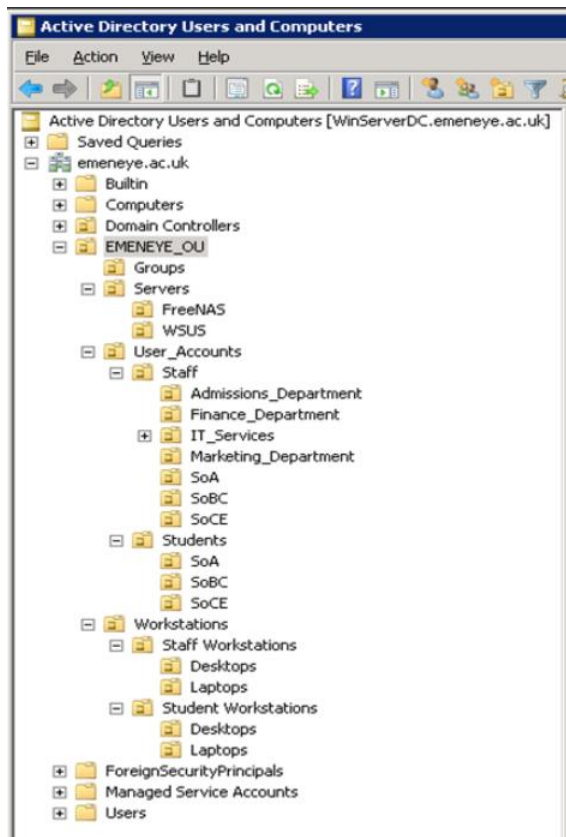 Active Directory Users and Computers
File Action View Help
Active Directory Users and Computers [WinServerDC.emeneye.ac.uk]
Saved Queries
emeneye.ac.uk
Builtin
Computers
Domain Controllers
EMENEYE_OU
Groups
Servers
FreeNAS
WSUS
User_Accounts
Staff
Admissions_Department
Finance_Department
IT_Services
Marketing_Department
SoA
SoBC
SoCE
Students
SoA
SoBC
SoCE
Workstations
Staff Workstations
Desktops
Laptops
Student Workstations
Desktops
Laptops
ForeignSecurityPrincipals
Managed Service Accounts
Users